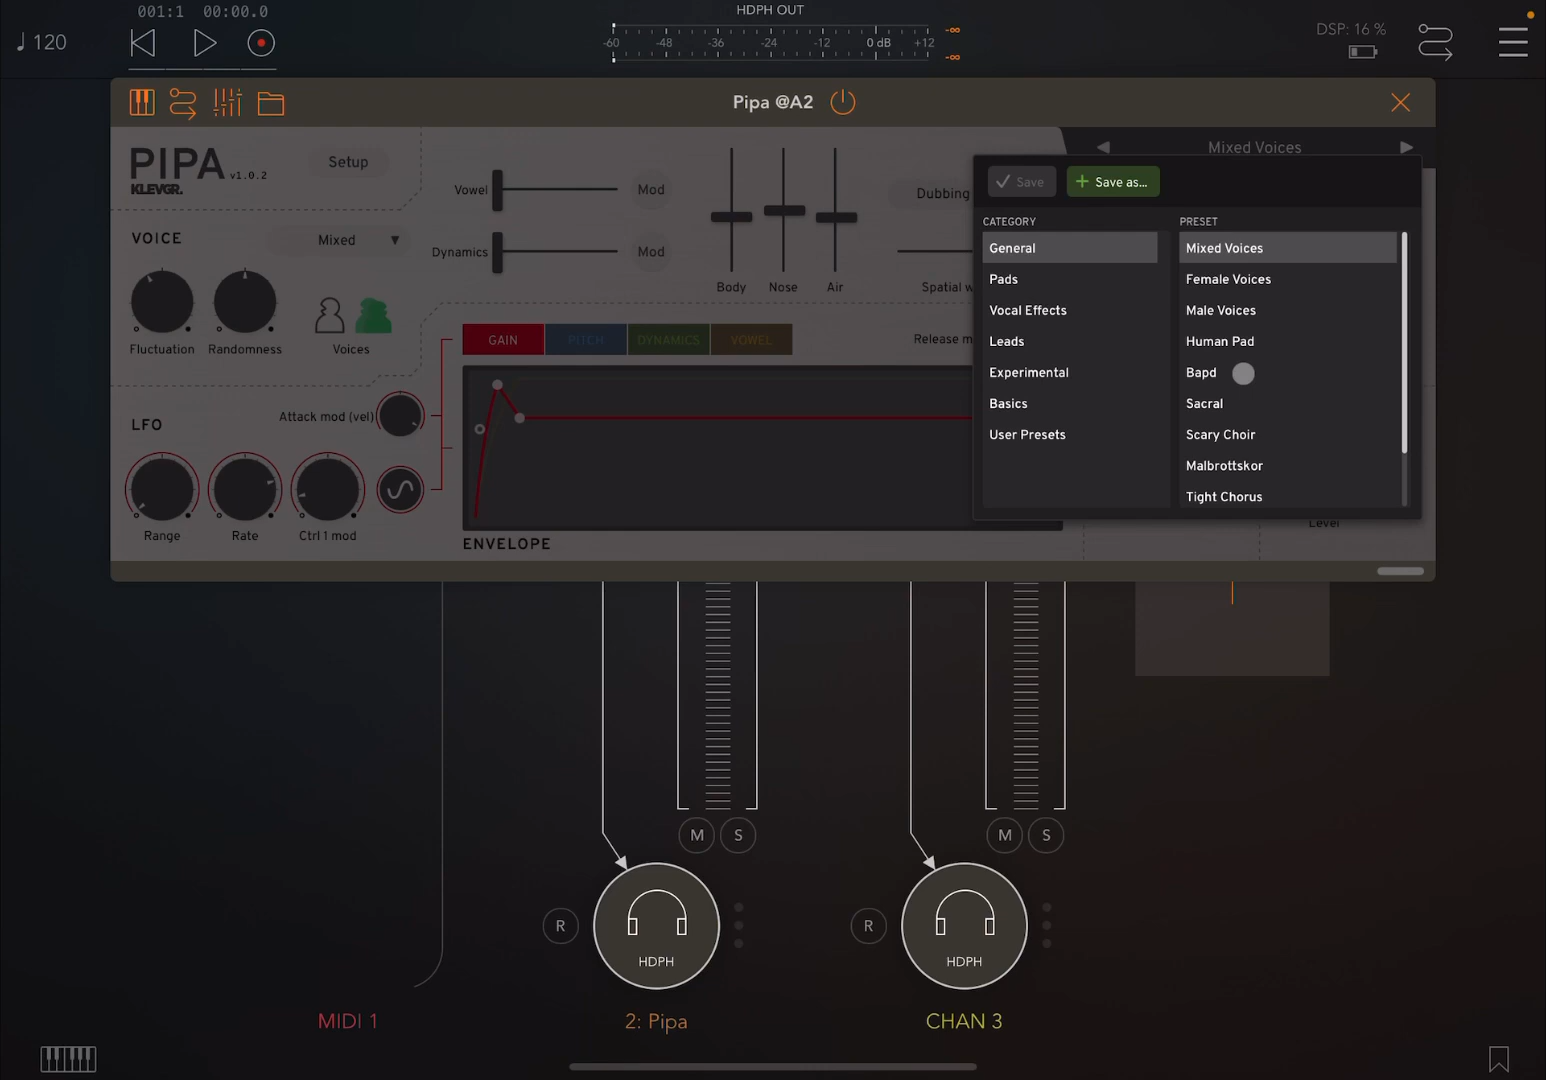 001:1 00:00.0
HDPH OUT
120
-60 -48 -36 -24 -12 0 dB +12
-∞
-∞
DSP: 16 %
Pipa @A2
PIPA v1.0.2
KLEVGR.
Setup
Vowel
Mod
Dynamics
Mod
Body Nose Air
Dubbing
Spatial w
Mixed Voices
VOICE
Mixed
Fluctuation Randomness Voices
GAIN PITCH DYNAMICS VOWEL
Release m
Attack mod (vel)
LFO
Range Rate Ctrl 1 mod
ENVELOPE
Save
Save as...
CATEGORY
General
Pads
Vocal Effects
Leads
Experimental
Basics
User Presets
PRESET
Mixed Voices
Female Voices
Male Voices
Human Pad
Bapd
Sacral
Scary Choir
Malbrottskor
Tight Chorus
Level
M S
M S
R
HDPH
R
HDPH
MIDI 1
2: Pipa
CHAN 3